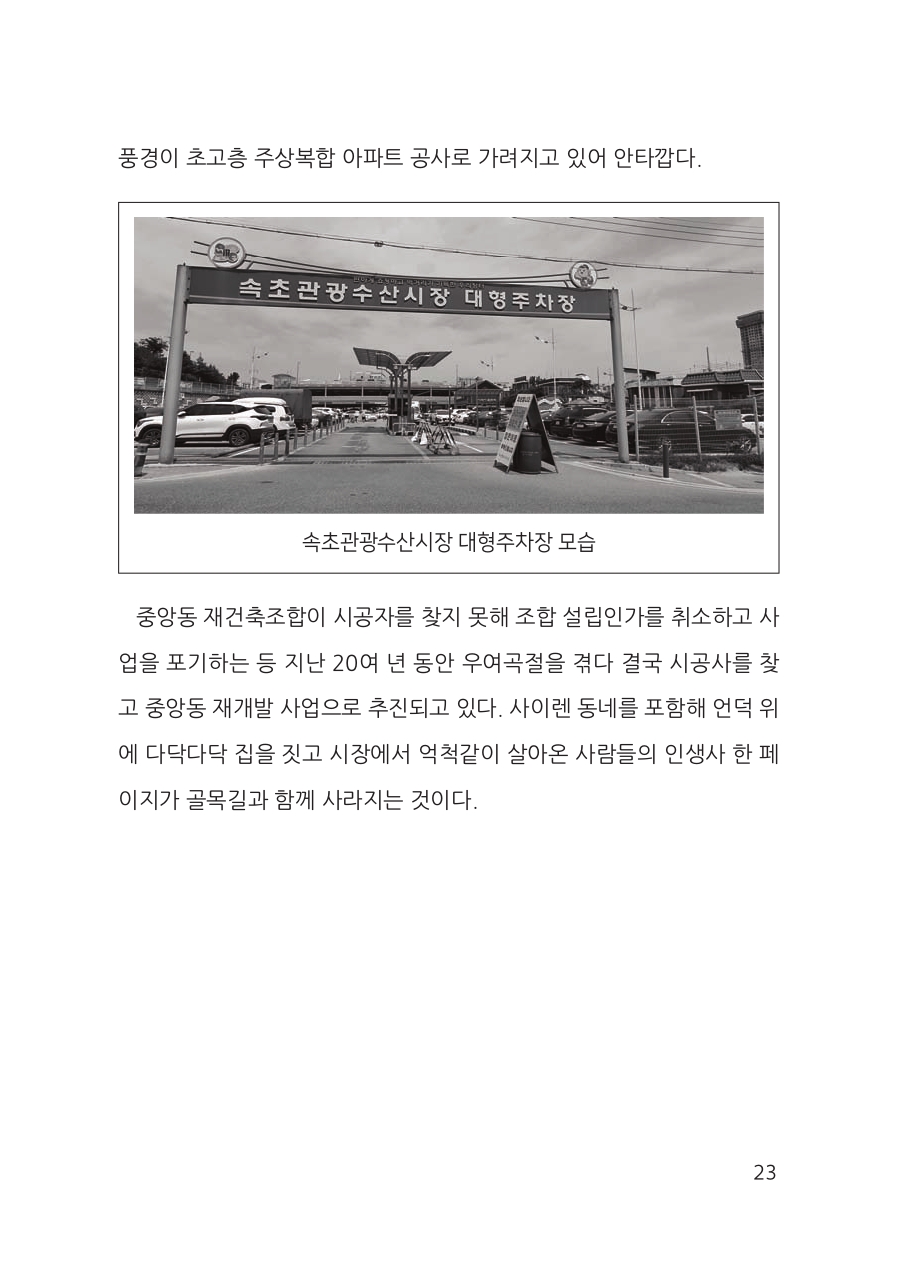 풍경이 초고층 주상복합 아파트 공사로 가려지고 있어 안타깝다.
속초관광수산시장 대형주차장
속초관광수산시장 대형주차장 모습
중앙동 재건축조합이 시공자를 찾지 못해 조합 설립인가를 취소하고 사
업을 포기하는 등 지난 20여 년 동안 우여곡절을 겪다 결국 시공사를 찾
고 중앙동 재개발 사업으로 추진되고 있다. 사이렌 동네를 포함해 언덕 위
에 다닥다닥 집을 짓고 시장에서 억척같이 살아온 사람들의 인생사 한 페
이지가 골목길과 함께 사라지는 것이다.
23